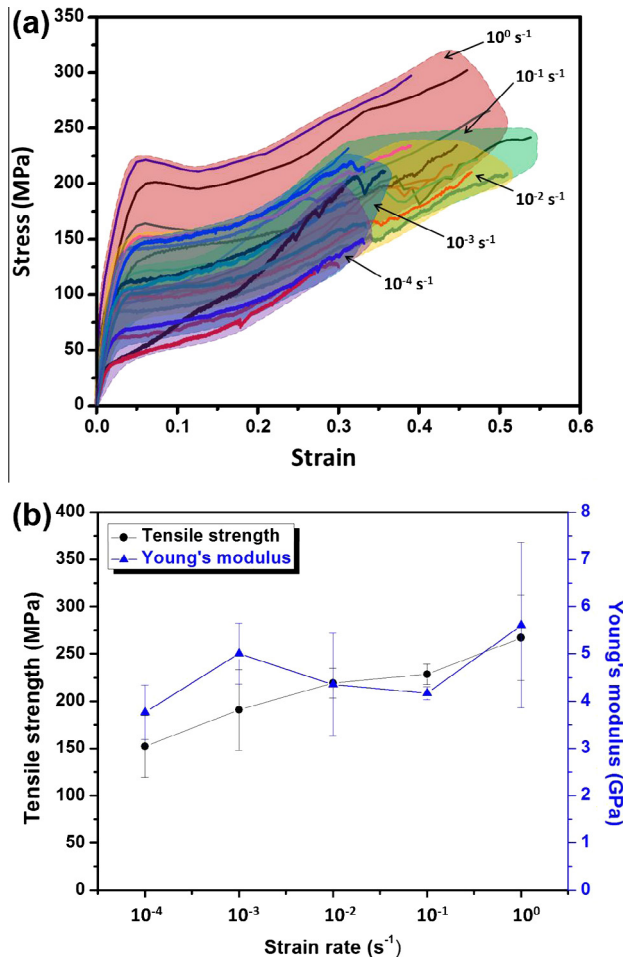 (a)
350
300
250
200
150
100
50
0
Stress (MPa)
10⁰ s⁻¹
10⁻¹ s⁻¹
10⁻² s⁻¹
10⁻³ s⁻¹
10⁻⁴ s⁻¹
0.0 0.1 0.2 0.3 0.4 0.5 0.6
Strain
(b)
400
350
300
250
200
150
100
50
0
Tensile strength (MPa)
Tensile strength
Young's modulus
8
7
6
5
4
3
2
1
0
Young's modulus (GPa)
10⁻⁴ 10⁻³ 10⁻² 10⁻¹ 10⁰
Strain rate (s⁻¹)